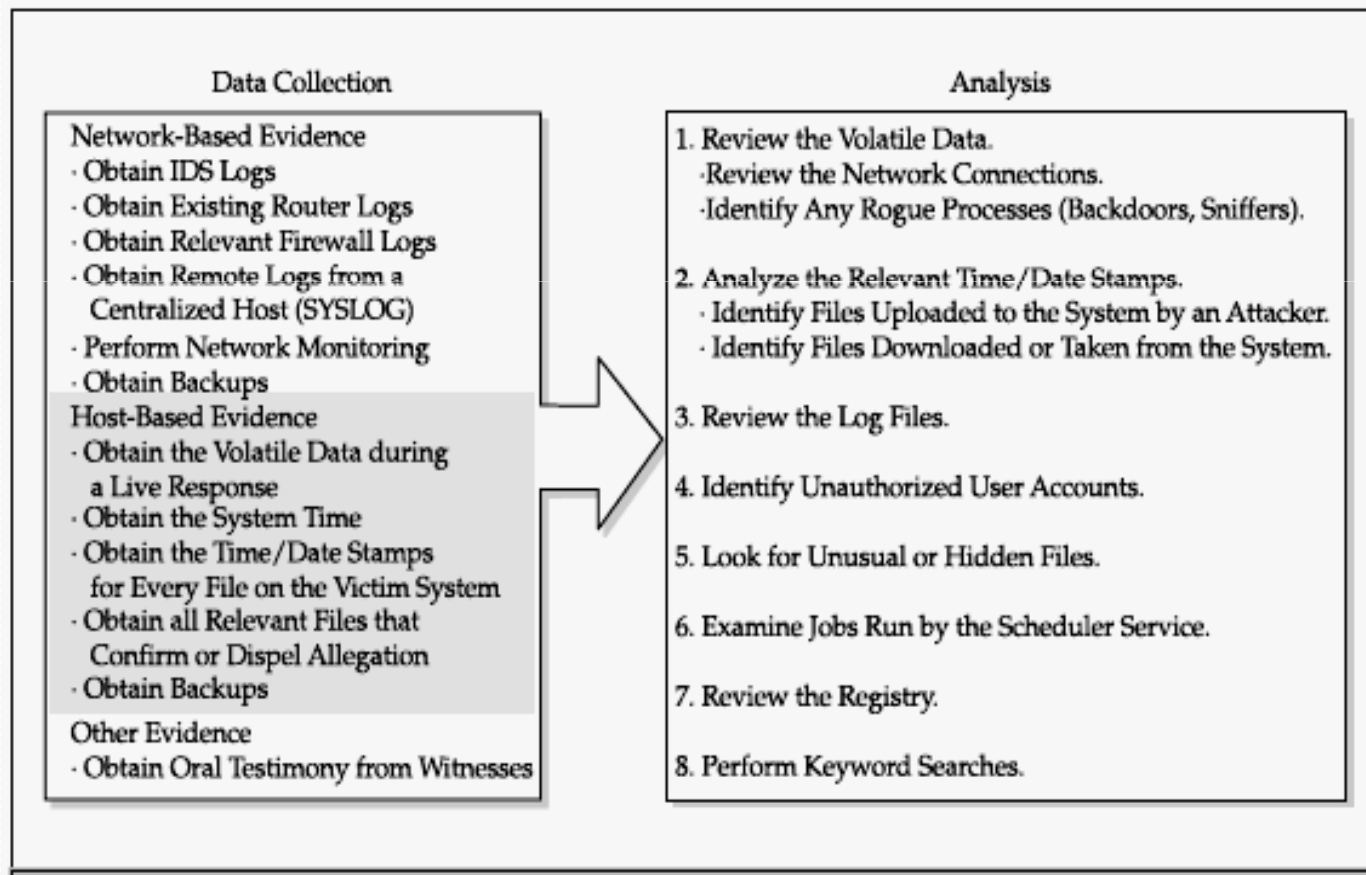 Data Collection
Network-Based Evidence
· Obtain IDS Logs
· Obtain Existing Router Logs
· Obtain Relevant Firewall Logs
· Obtain Remote Logs from a
Centralized Host (SYSLOG)
· Perform Network Monitoring
· Obtain Backups
Host-Based Evidence
· Obtain the Volatile Data during
a Live Response
· Obtain the System Time
· Obtain the Time/Date Stamps
for Every File on the Victim System
· Obtain all Relevant Files that
Confirm or Dispel Allegation
· Obtain Backups
Other Evidence
· Obtain Oral Testimony from Witnesses
Analysis
1. Review the Volatile Data.
·Review the Network Connections.
·Identify Any Rogue Processes (Backdoors, Sniffers).
2. Analyze the Relevant Time/Date Stamps.
· Identify Files Uploaded to the System by an Attacker.
· Identify Files Downloaded or Taken from the System.
3. Review the Log Files.
4. Identify Unauthorized User Accounts.
5. Look for Unusual or Hidden Files.
6. Examine Jobs Run by the Scheduler Service.
7. Review the Registry.
8. Perform Keyword Searches.